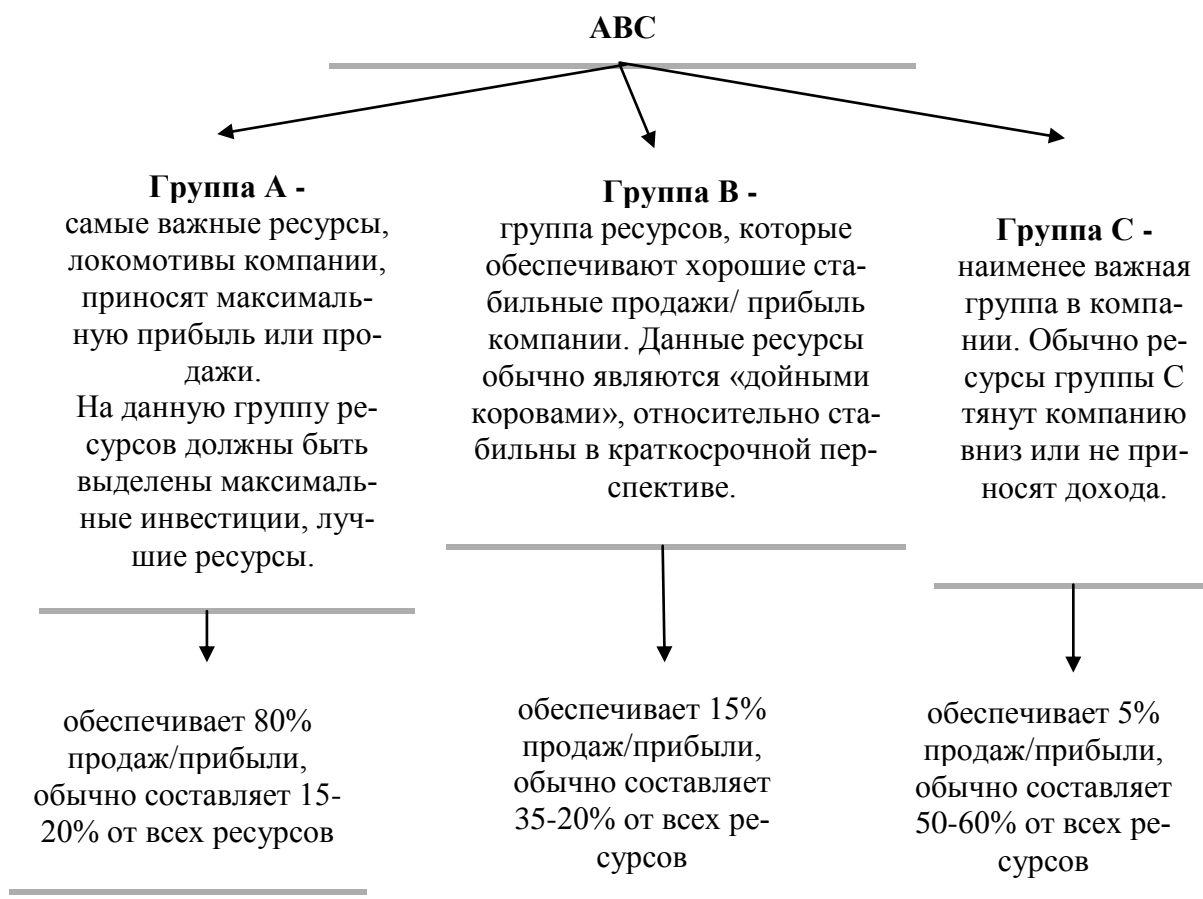 ABC
Группа А -
самые важные ресурсы,
локомотивы компании,
приносят максималь-
ную прибыль или про-
дажи.
На данную группу ре-
сурсов должны быть
выделены максималь-
ные инвестиции, луч-
шие ресурсы.
Группа В -
группа ресурсов, которые
обеспечивают хорошие ста-
бильные продажи/ прибыль
компании. Данные ресурсы
обычно являются «дойными
коровами», относительно ста-
бильны в краткосрочной пер-
спективе.
Группа С -
наименее важная
группа в компа-
нии. Обычно ре-
сурсы группы С
тянут компанию
вниз или не при-
носят дохода.
обеспечивает 80%
продаж/прибыли,
обычно составляет 15-
20% от всех ресурсов
обеспечивает 15%
продаж/прибыли,
обычно составляет
35-20% от всех ре-
сурсов
обеспечивает 5%
продаж/прибыли,
обычно составляет
50-60% от всех ре-
сурсов